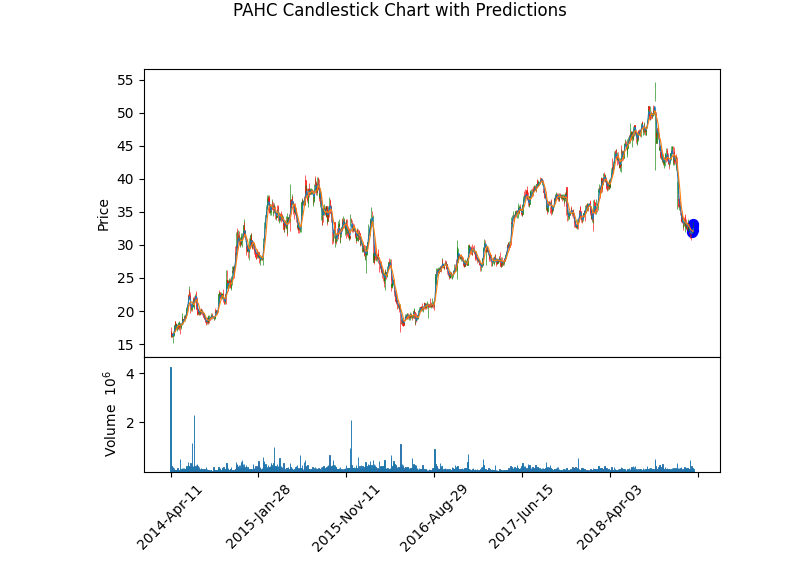 PAHC Candlestick Chart with Predictions
55
50
45
40
35
30
25
20
15
Price
4
2
Volume 10^6
2014-Apr-11
2015-Jan-28
2015-Nov-11
2016-Aug-29
2017-Jun-15
2018-Apr-03